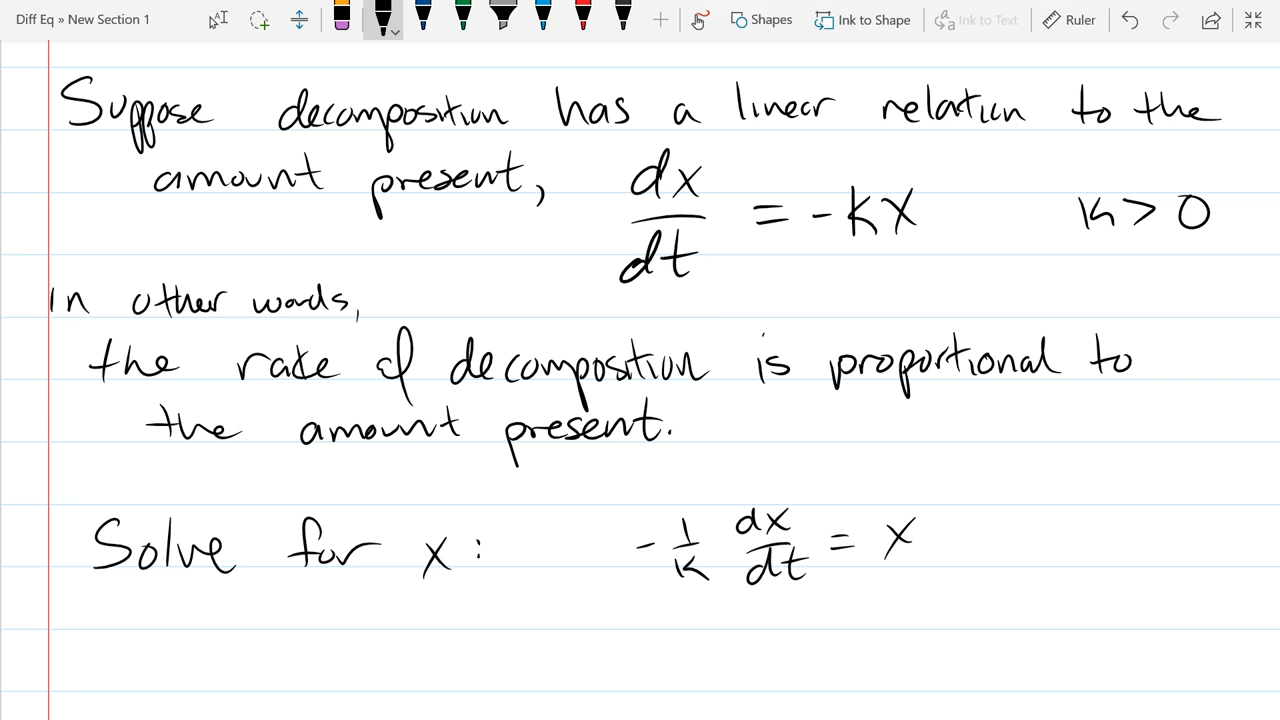 Diff Eq » New Section 1
Shapes
Ink to Shape
Ink to Text
Ruler
Suppose decomposition has a linear relation to the
amount present, dx/dt = -kx k > 0
In other words,
the rate of decomposition is proportional to
the amount present.
Solve for x: - 1/k dx/dt = x